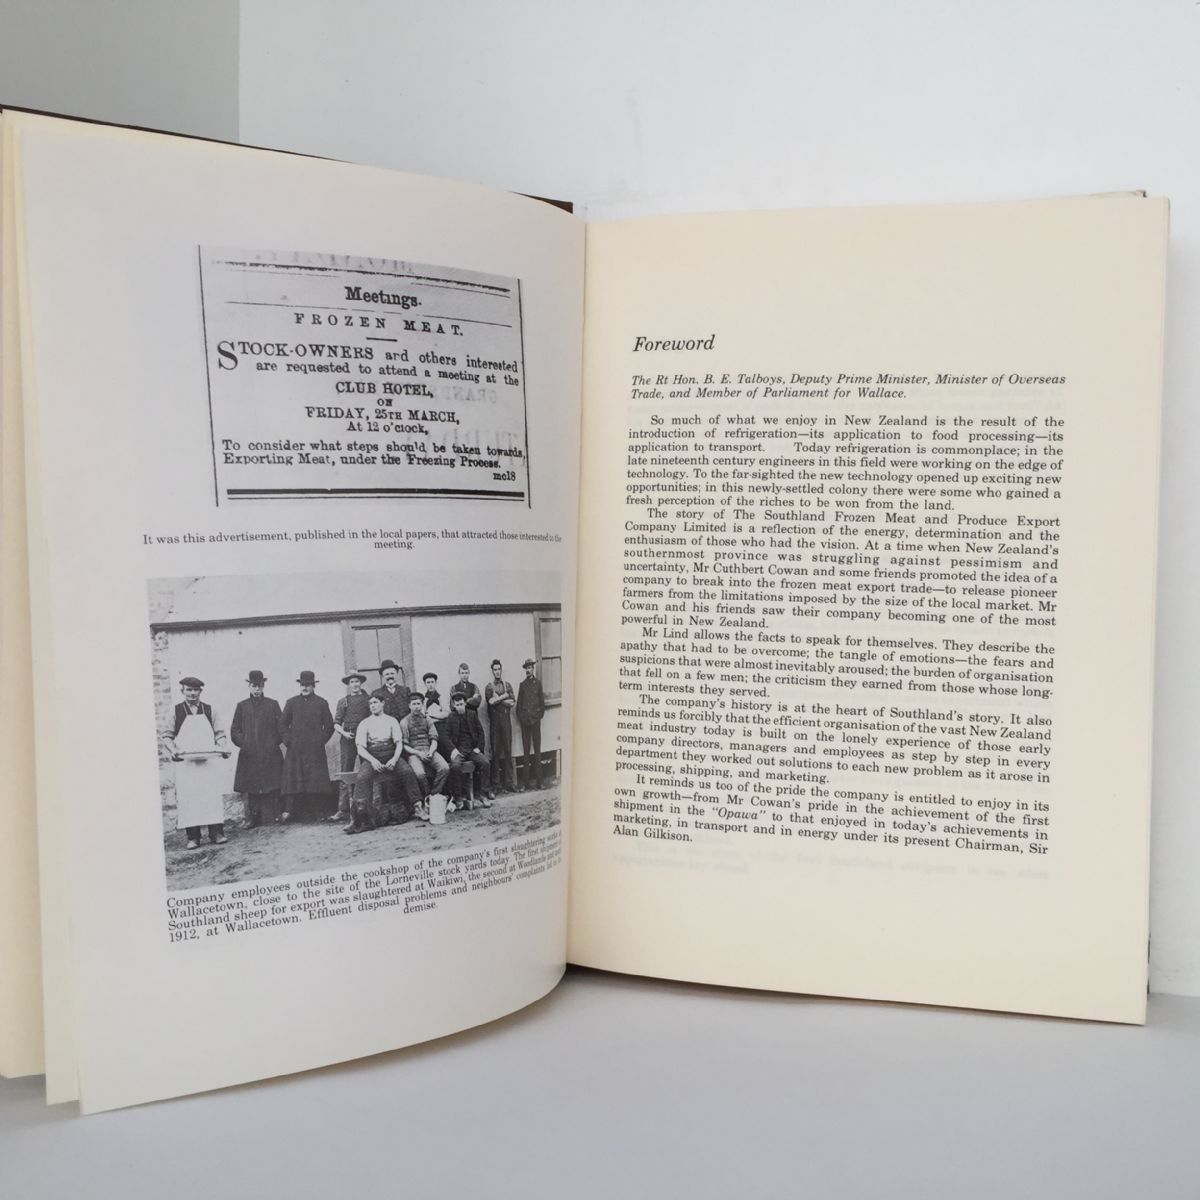 Meetings.
FROZEN MEAT.
STOCK-OWNERS and others interested
are requested to attend a meeting at the
CLUB HOTEL,
ON
FRIDAY, 25TH MARCH,
At 12 o'clock,
To consider what steps should be taken towards,
Exporting Meat, under the Freezing Process.
mc18
It was this advertisement, published in the local papers, that attracted those interested to the
meeting.
Company employees outside the cookshop of the company's first slaughtering works at
Wallacetown, close to the site of the Lorneville stock yards today. The first shipment of
Southland sheep for export was slaughtered at Waikiwi, the second at Woodlands and until
1912, at Wallacetown. Effluent disposal problems and neighbours' complaints led to its
demise.
Foreword
The Rt Hon. B. E. Talboys, Deputy Prime Minister, Minister of Overseas
Trade, and Member of Parliament for Wallace.
So much of what we enjoy in New Zealand is the result of the
introduction of refrigeration—its application to food processing—its
application to transport. Today refrigeration is commonplace; in the
late nineteenth century engineers in this field were working on the edge of
technology. To the far-sighted the new technology opened up exciting new
opportunities; in this newly-settled colony there were some who gained a
fresh perception of the riches to be won from the land.
The story of The Southland Frozen Meat and Produce Export
Company Limited is a reflection of the energy, determination and the
enthusiasm of those who had the vision. At a time when New Zealand's
southernmost province was struggling against pessimism and
uncertainty, Mr Cuthbert Cowan and some friends promoted the idea of a
company to break into the frozen meat export trade—to release pioneer
farmers from the limitations imposed by the size of the local market. Mr
Cowan and his friends saw their company becoming one of the most
powerful in New Zealand.
Mr Lind allows the facts to speak for themselves. They describe the
apathy that had to be overcome; the tangle of emotions—the fears and
suspicions that were almost inevitably aroused; the burden of organisation
that fell on a few men; the criticism they earned from those whose long-
term interests they served.
The company's history is at the heart of Southland's story. It also
reminds us forcibly that the efficient organisation of the vast New Zealand
meat industry today is built on the lonely experience of those early
company directors, managers and employees as step by step in every
department they worked out solutions to each new problem as it arose in
processing, shipping, and marketing.
It reminds us too of the pride the company is entitled to enjoy in its
own growth—from Mr Cowan's pride in the achievement of the first
shipment in the "Opawa" to that enjoyed in today's achievements in
marketing, in transport and in energy under its present Chairman, Sir
Alan Gilkison.